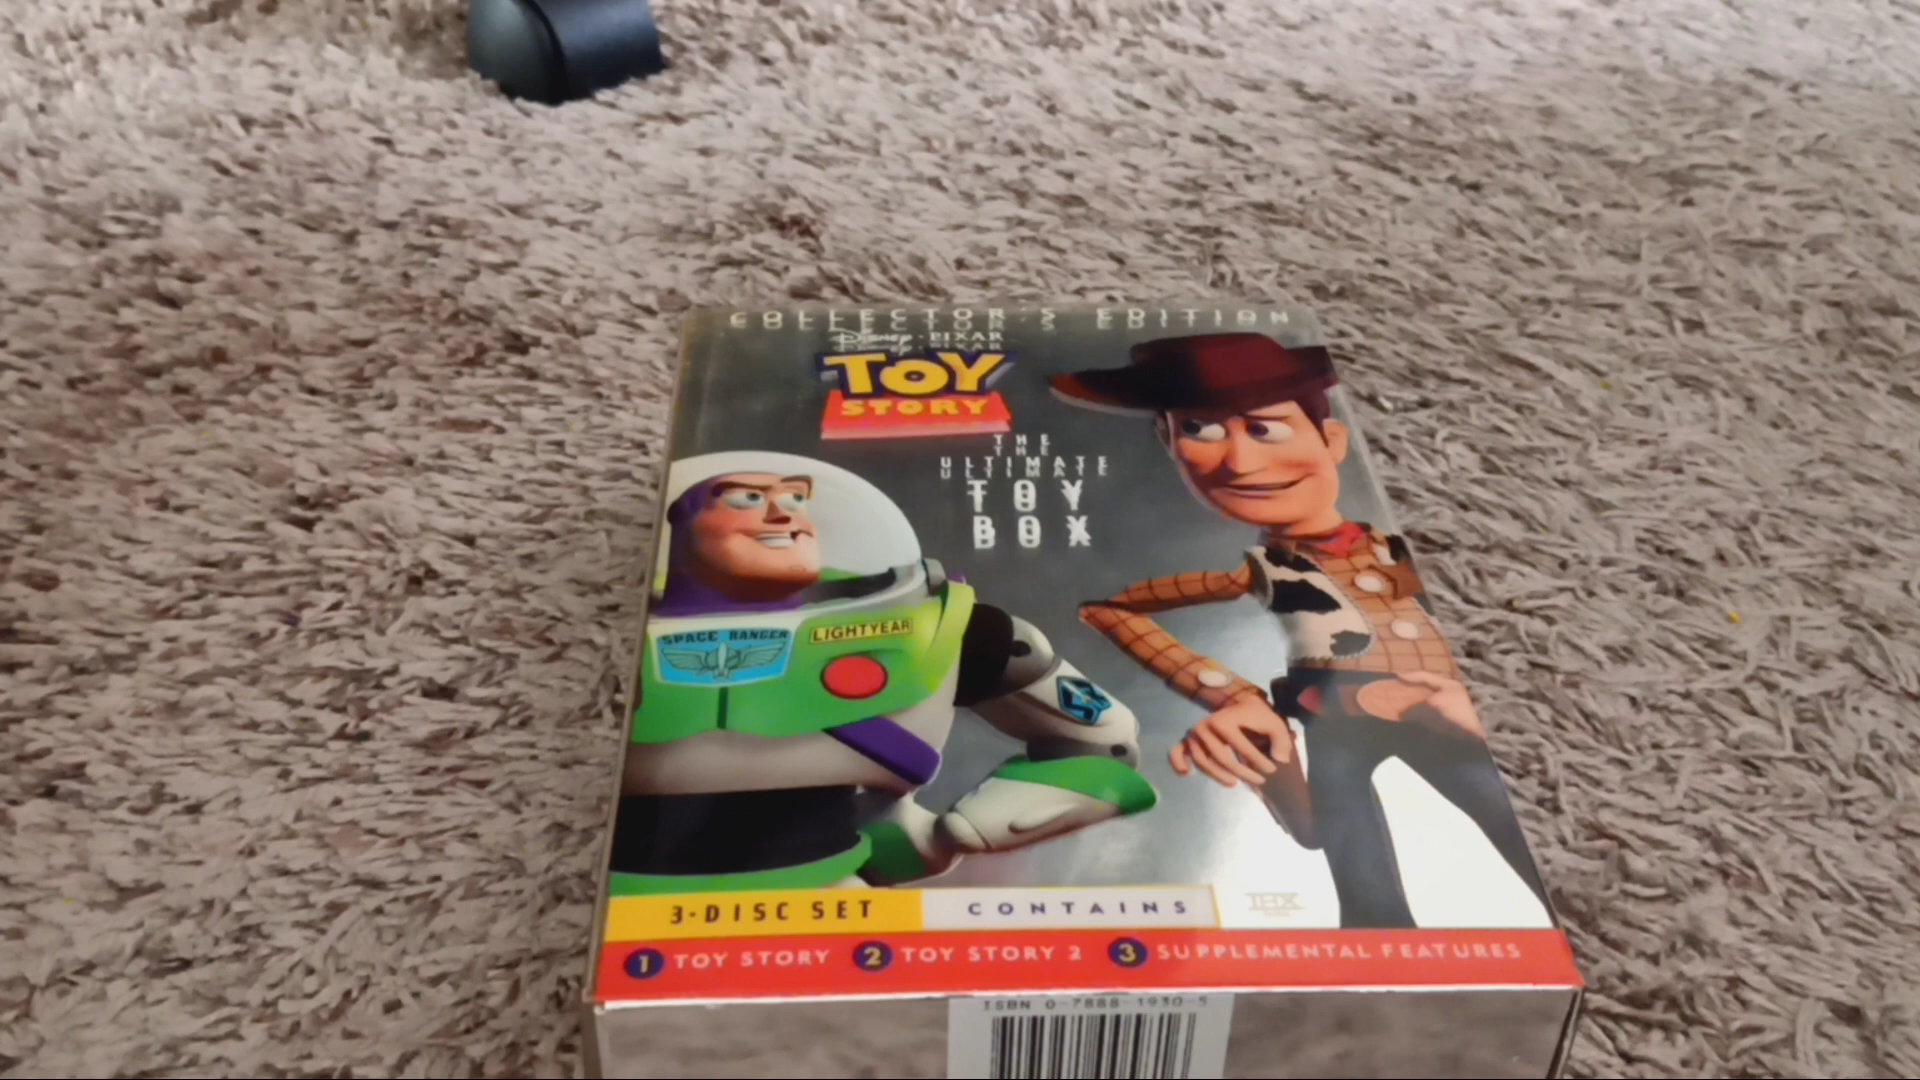 COLLECTOR'S EDITION
Disney · PIXAR
TOY
STORY
THE
ULTIMATE
TOY
BOX
SPACE RANGER
LIGHTYEAR
3-DISC SET CONTAINS
THX
1 TOY STORY 2 TOY STORY 2 3 SUPPLEMENTAL FEATURES
ISBN 0-7888-1930-5